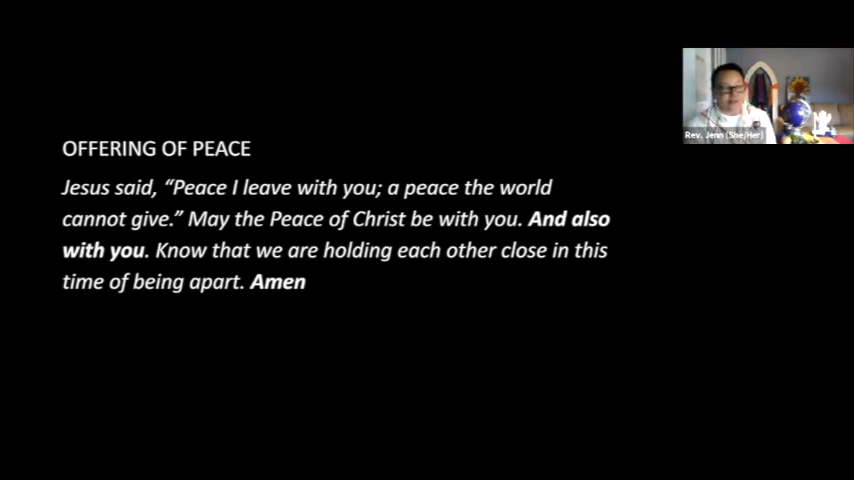 OFFERING OF PEACE
Jesus said, “Peace I leave with you; a peace the world
cannot give.” May the Peace of Christ be with you. And also
with you. Know that we are holding each other close in this
time of being apart. Amen
Rev. Jenn (She/Her)